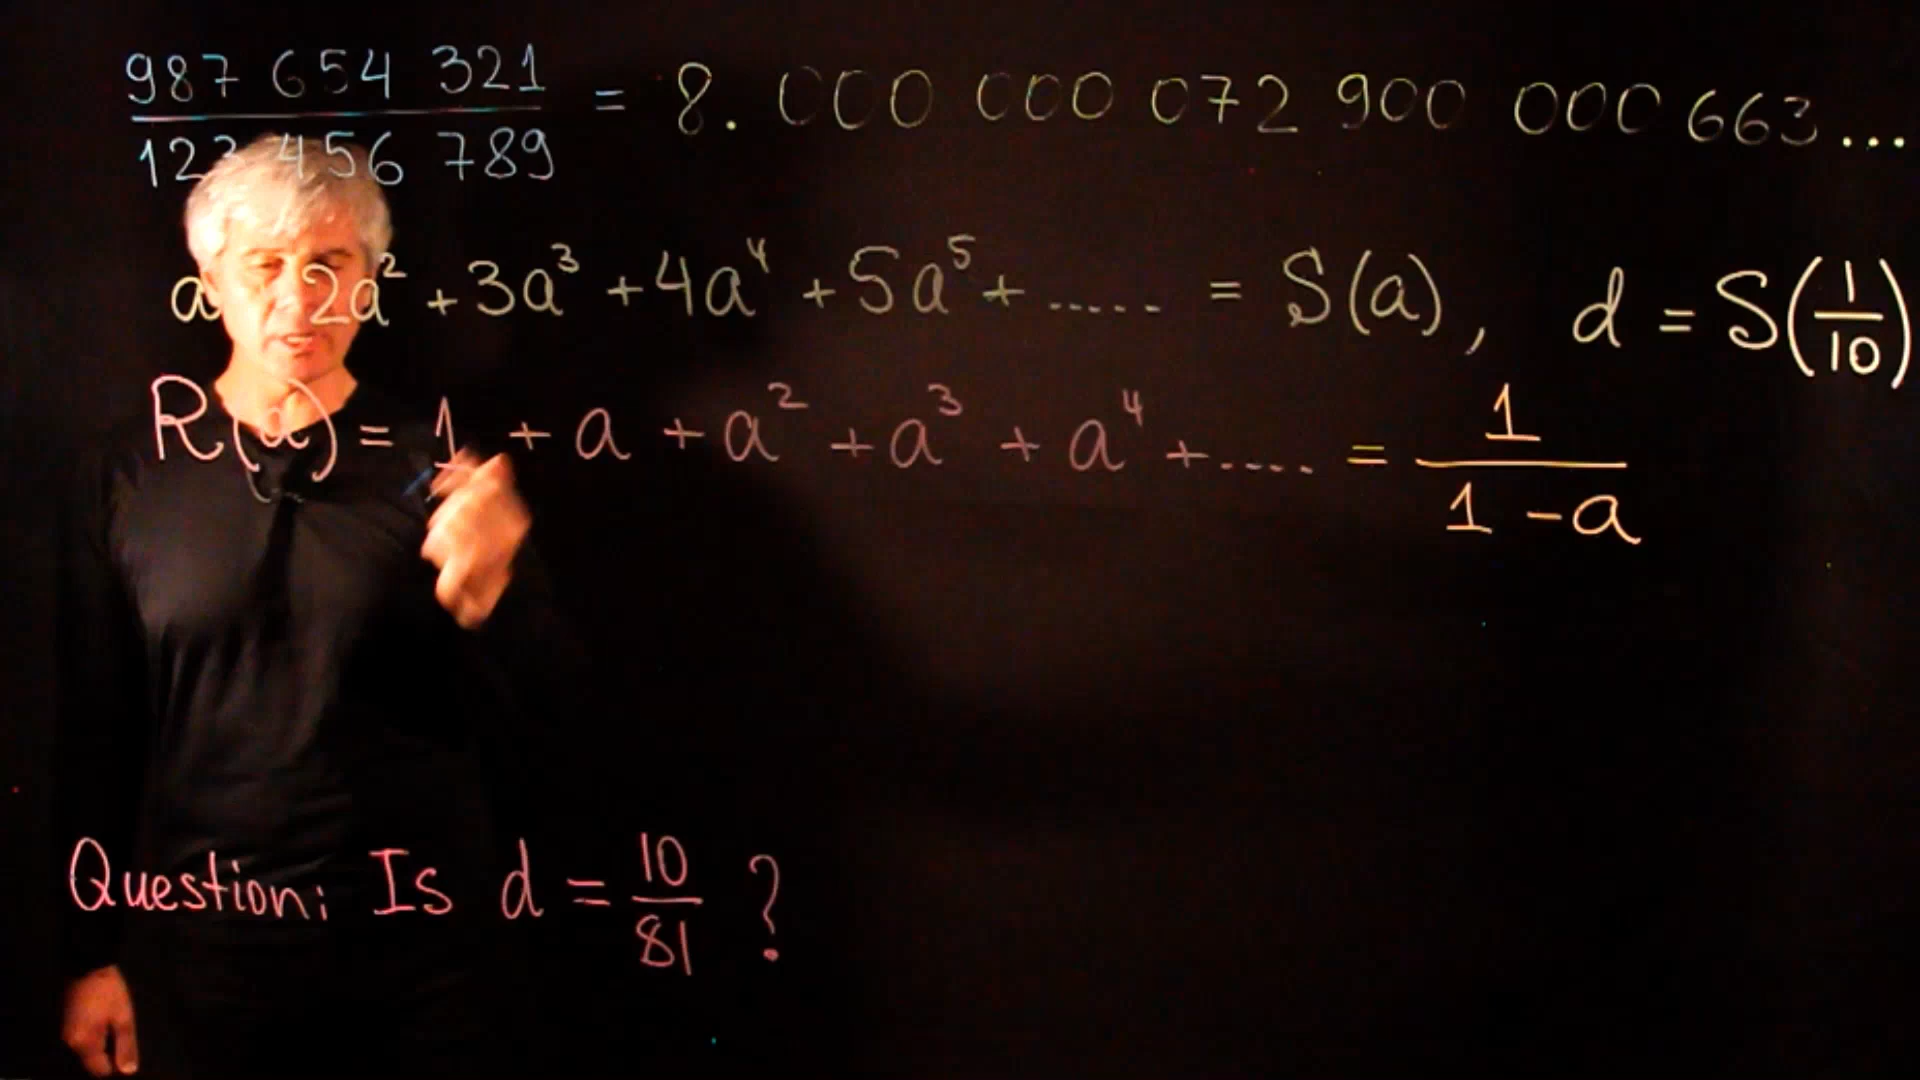 987 654 321
123 456 789
= 8. 000 000 072 900 000 663...
a + 2a² + 3a³ + 4a⁴ + 5a⁵ + ..... = S(a), d = S(1/10)
R(a) = 1 + a + a² + a³ + a⁴ + .... = 1/(1 - a)
Question: Is d = 10/81 ?